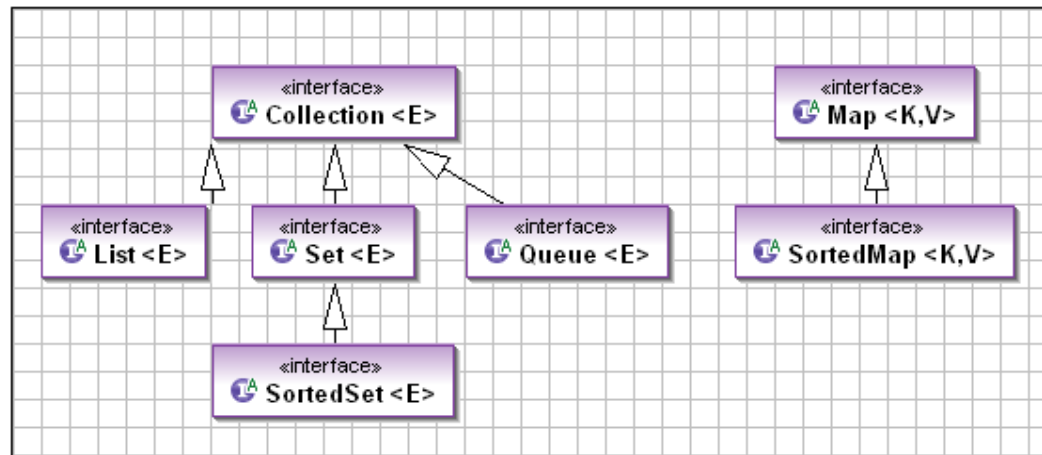 «interface»
Collection <E>
«interface»
Map <K,V>
«interface»
List <E>
«interface»
Set <E>
«interface»
Queue <E>
«interface»
SortedMap <K,V>
«interface»
SortedSet <E>